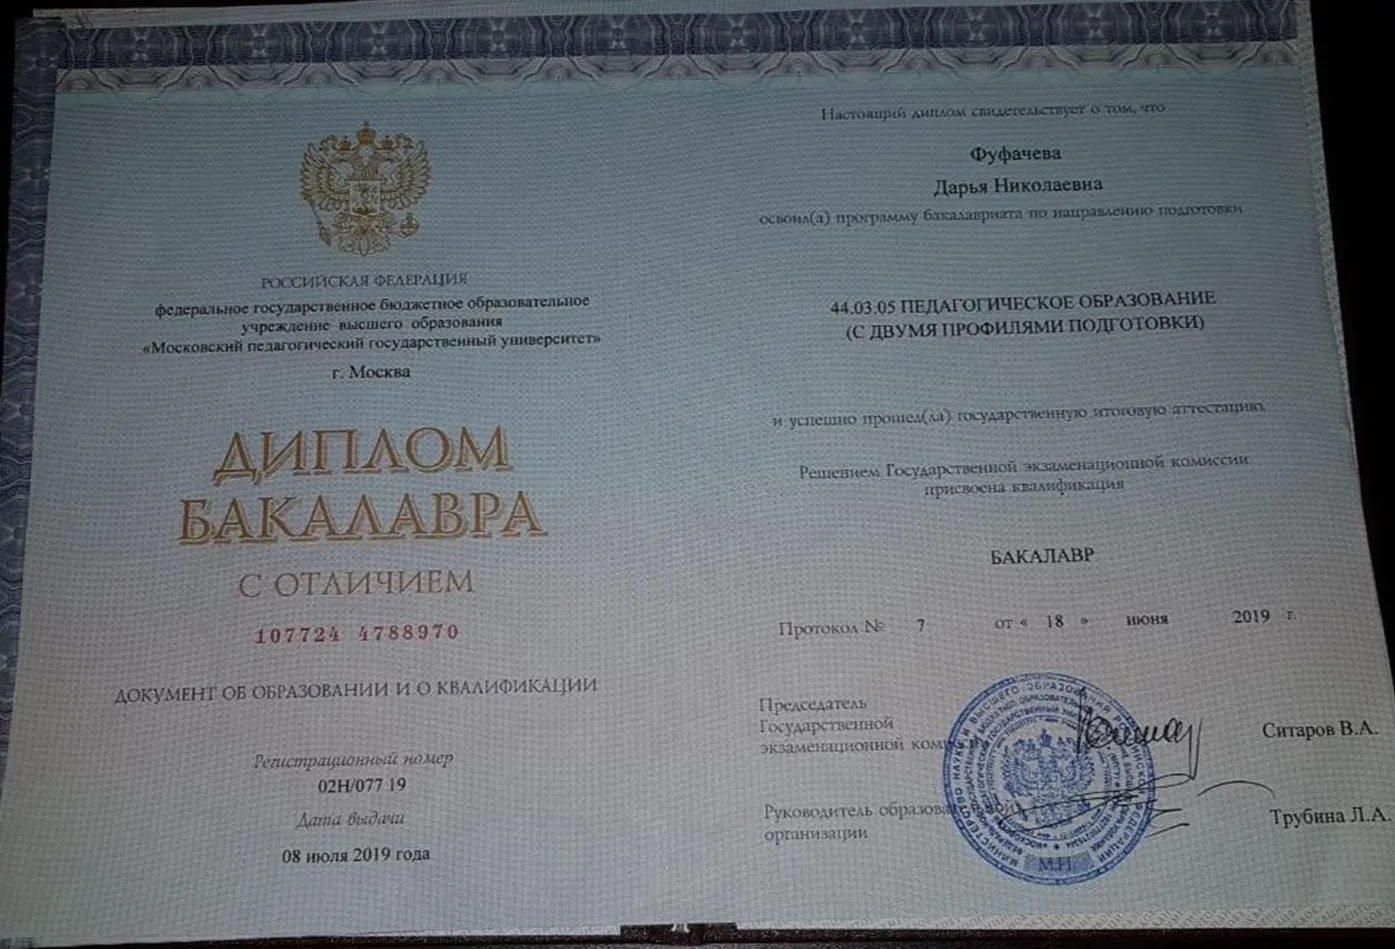 РОССИЙСКАЯ ФЕДЕРАЦИЯ
федеральное государственное бюджетное образовательное
учреждение высшего образования
«Московский педагогический государственный университет»
г. Москва
ДИПЛОМ
БАКАЛАВРА
С ОТЛИЧИЕМ
107724 4788970
ДОКУМЕНТ ОБ ОБРАЗОВАНИИ И О КВАЛИФИКАЦИИ
Регистрационный номер
02Н/077 19
Дата выдачи
08 июля 2019 года
Настоящий диплом свидетельствует о том, что
Фуфачева
Дарья Николаевна
освоил(а) программу бакалавриата по направлению подготовки
44.03.05 ПЕДАГОГИЧЕСКОЕ ОБРАЗОВАНИЕ
(С ДВУМЯ ПРОФИЛЯМИ ПОДГОТОВКИ)
и успешно прошел(ла) государственную итоговую аттестацию.
Решением Государственной экзаменационной комиссии
присвоена квалификация
БАКАЛАВР
Протокол № 7 от « 18 » июня 2019 г.
Председатель
Государственной
экзаменационной комиссии
Ситаров В.А.
Руководитель образовательной
организации
Трубина Л.А.
М.П.